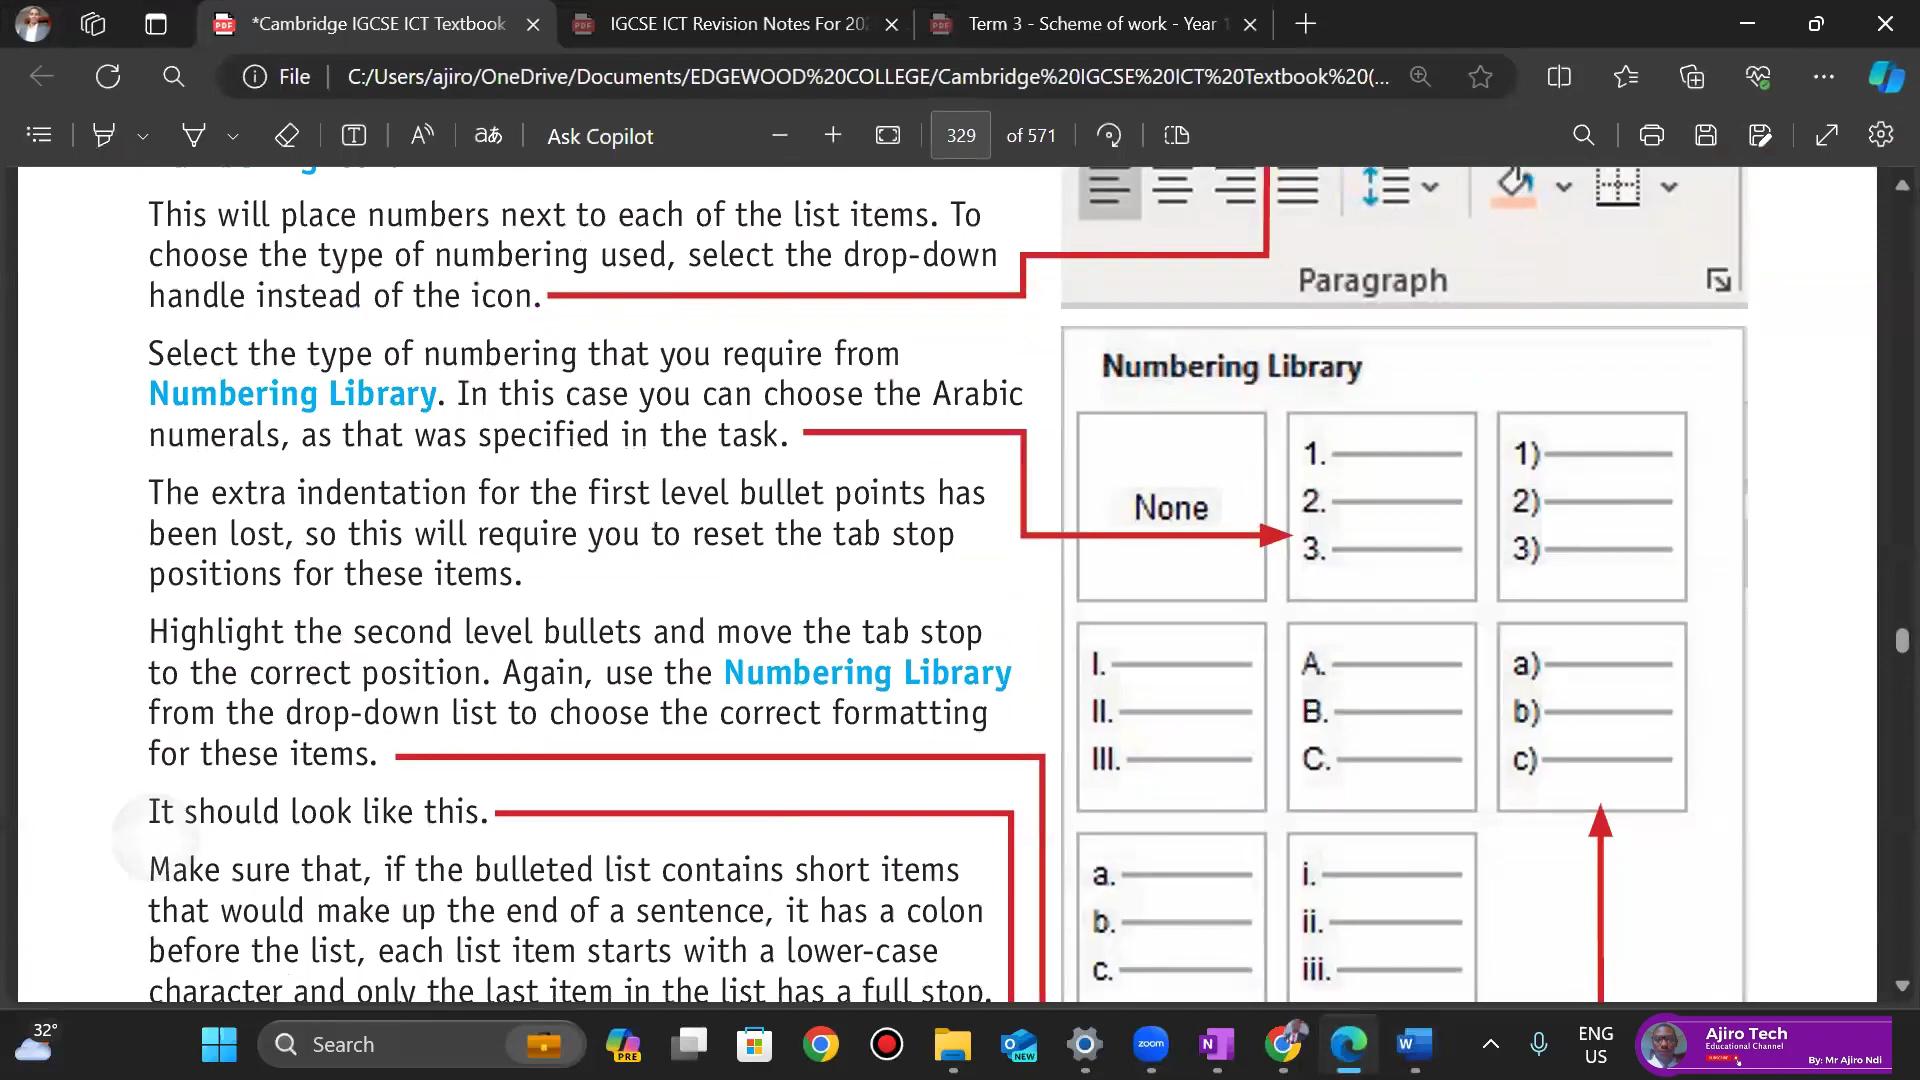 *Cambridge IGCSE ICT Textbook
IGCSE ICT Revision Notes For 20
Term 3 - Scheme of work - Year
File
C:/Users/ajiro/OneDrive/Documents/EDGEWOOD%20COLLEGE/Cambridge%20IGCSE%20ICT%20Textbook%20(...
Ask Copilot
329
of 571
This will place numbers next to each of the list items. To
choose the type of numbering used, select the drop-down
handle instead of the icon.
Select the type of numbering that you require from
Numbering Library. In this case you can choose the Arabic
numerals, as that was specified in the task.
The extra indentation for the first level bullet points has
been lost, so this will require you to reset the tab stop
positions for these items.
Highlight the second level bullets and move the tab stop
to the correct position. Again, use the Numbering Library
from the drop-down list to choose the correct formatting
for these items.
It should look like this.
Make sure that, if the bulleted list contains short items
that would make up the end of a sentence, it has a colon
before the list, each list item starts with a lower-case
character and only the last item in the list has a full stop.
Paragraph
Numbering Library
None
1.
2.
3.
1)
2)
3)
I.
II.
III.
A.
B.
C.
a)
b)
c)
a.
b.
c.
i.
ii.
iii.
32°
Search
PRE
NEW
zoom
ENG
US
Ajiro Tech
Educational Channel
By: Mr Ajiro Ndi